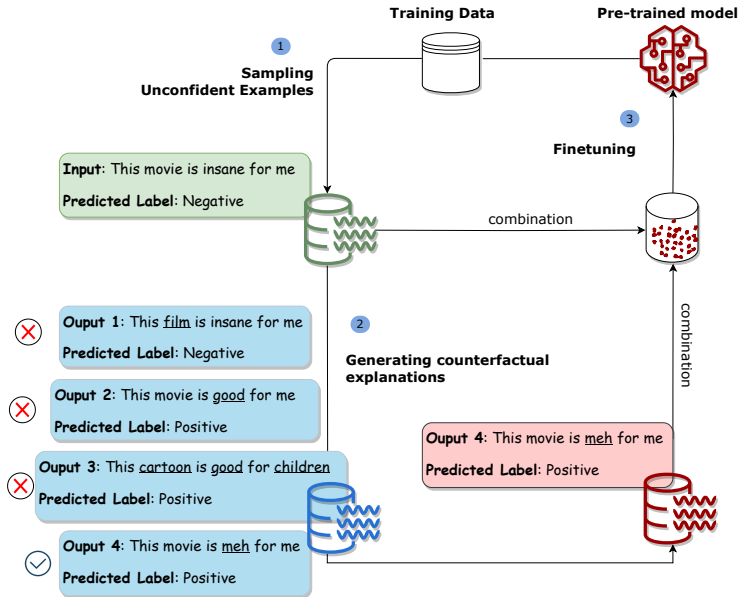 Training Data
Pre-trained model
1
Sampling
Unconfident Examples
3
Finetuning
Input: This movie is insane for me
Predicted Label: Negative
combination
Ouput 1: This film is insane for me
Predicted Label: Negative
2
Generating counterfactual
explanations
combination
Ouput 2: This movie is good for me
Predicted Label: Positive
Ouput 4: This movie is meh for me
Predicted Label: Positive
Ouput 3: This cartoon is good for children
Predicted Label: Positive
Ouput 4: This movie is meh for me
Predicted Label: Positive